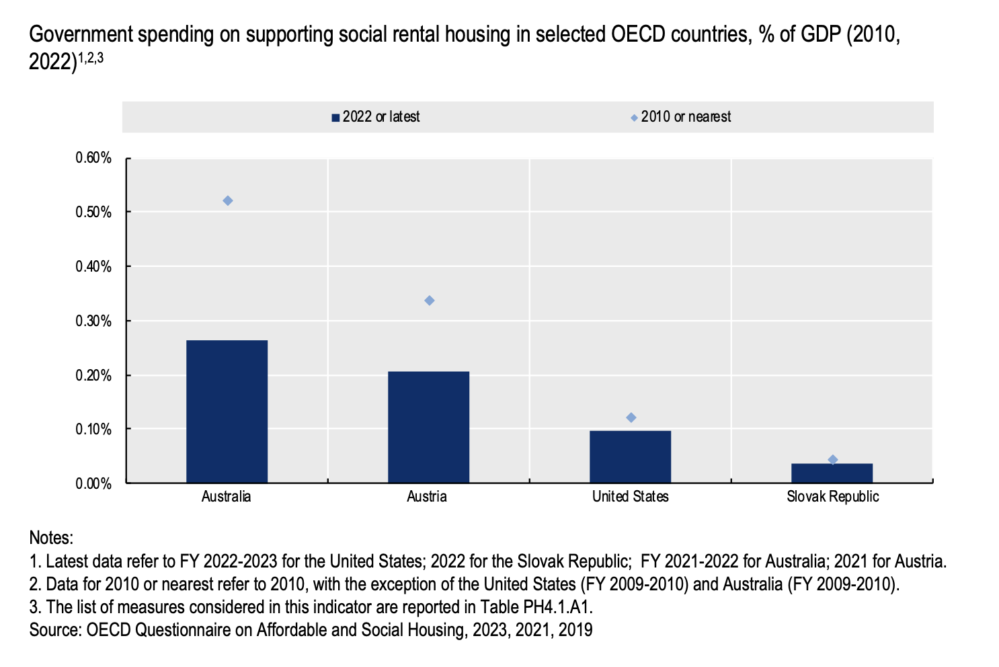 Government spending on supporting social rental housing in selected OECD countries, % of GDP (2010,
2022)1,2,3
2022 or latest
2010 or nearest
0.60%
0.50%
0.40%
0.30%
0.20%
0.10%
0.00%
Australia
Austria
United States
Slovak Republic
Notes:
1. Latest data refer to FY 2022-2023 for the United States; 2022 for the Slovak Republic;  FY 2021-2022 for Australia; 2021 for Austria.
2. Data for 2010 or nearest refer to 2010, with the exception of the United States (FY 2009-2010) and Australia (FY 2009-2010).
3. The list of measures considered in this indicator are reported in Table PH4.1.A1.
Source: OECD Questionnaire on Affordable and Social Housing, 2023, 2021, 2019